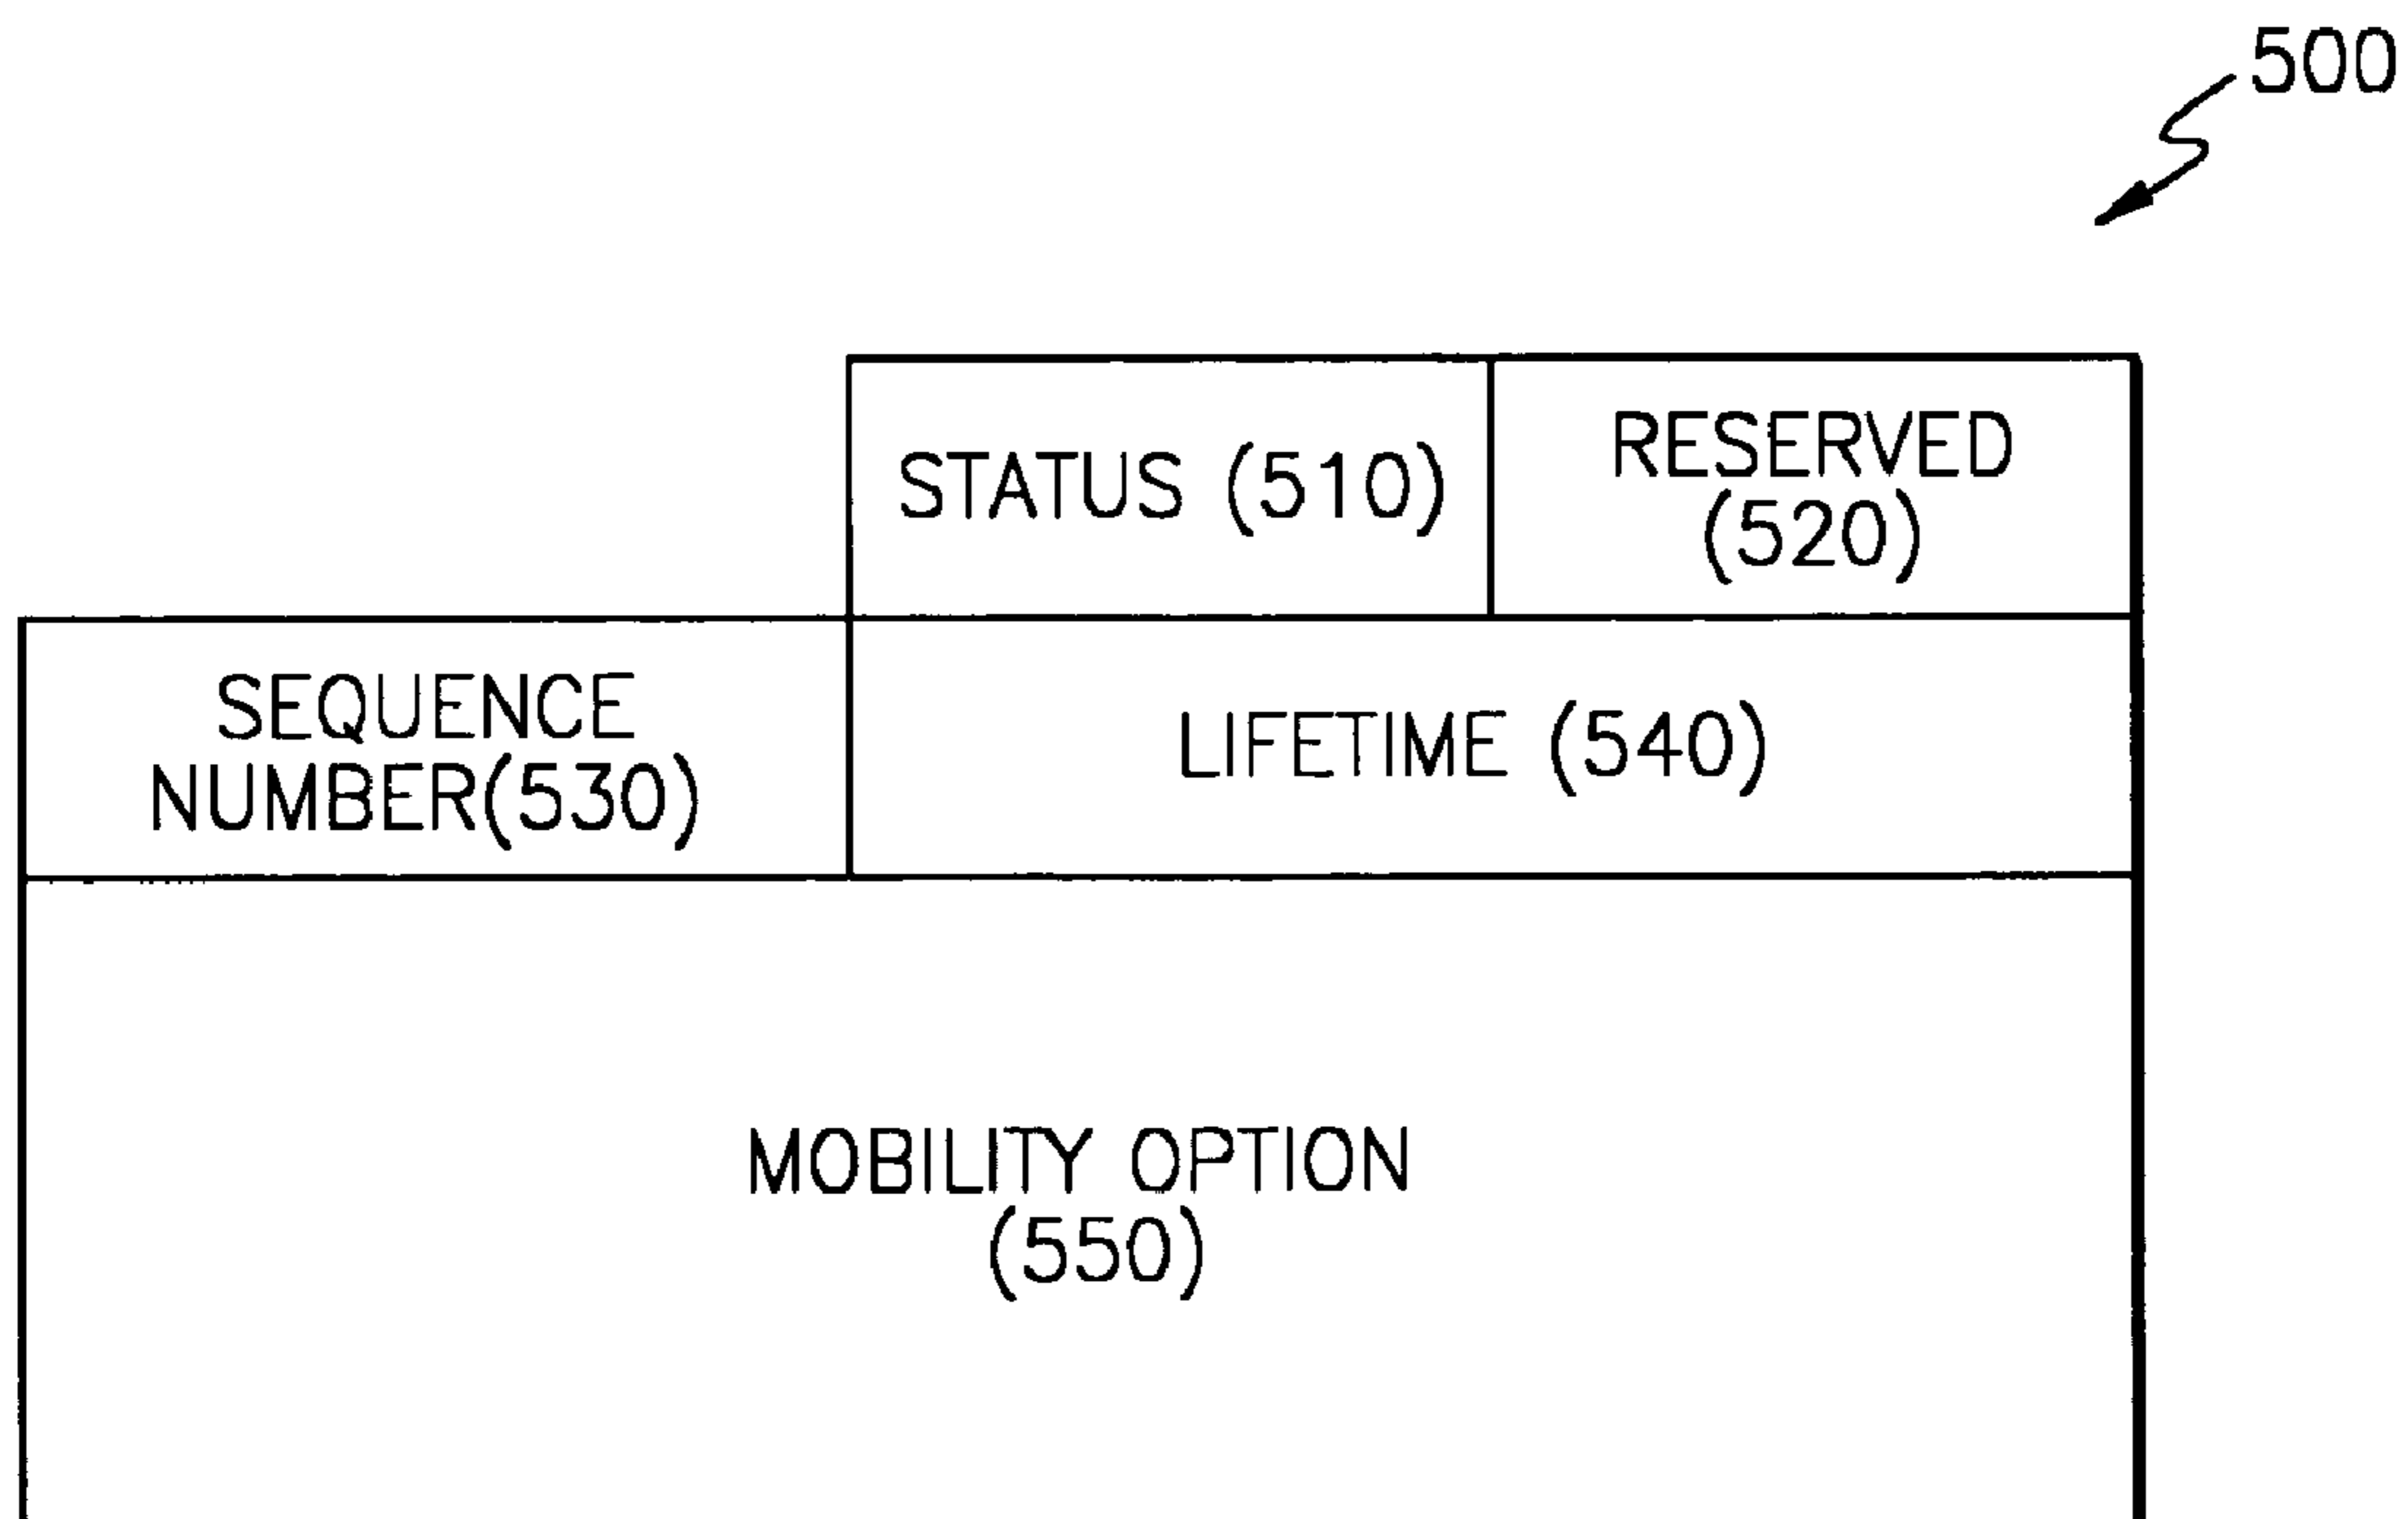 500
STATUS (510)
RESERVED
(520)
SEQUENCE
NUMBER(530)
LIFETIME (540)
MOBILITY OPTION
(550)